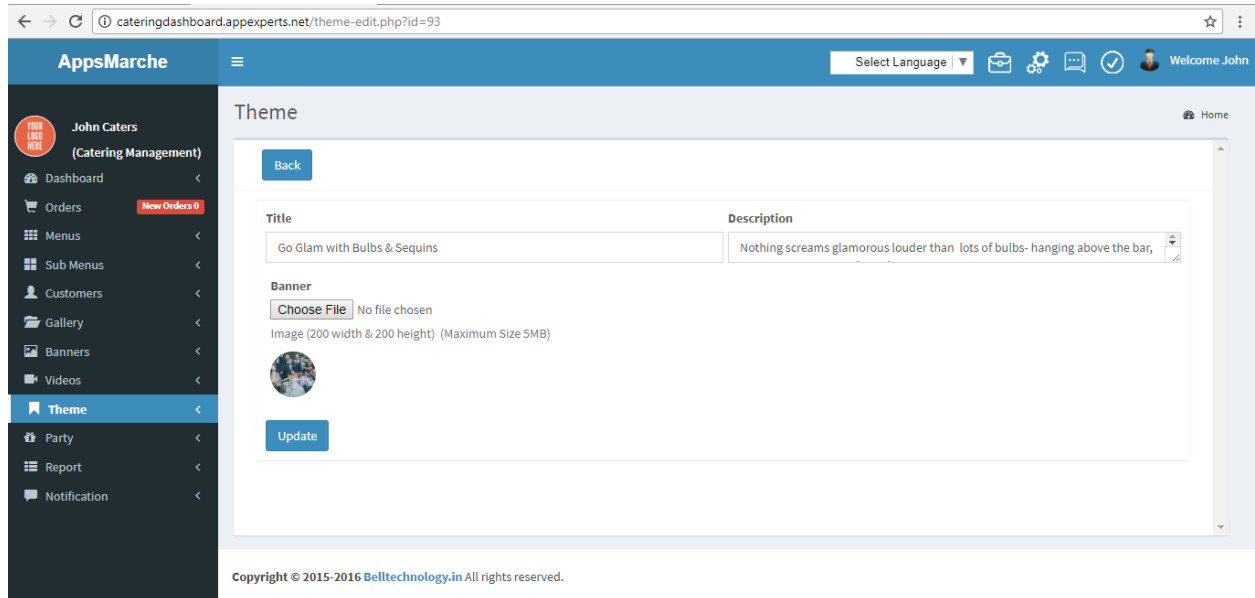 cateringdashboard.appexperts.net/theme-edit.php?id=93
AppsMarche
Select Language ▼
Welcome John
YOUR
LOGO
HERE
John Caters
(Catering Management)
Dashboard
Orders New Orders 0
Menus
Sub Menus
Customers
Gallery
Banners
Videos
Theme
Party
Report
Notification
Theme
Home
Back
Title
Go Glam with Bulbs & Sequins
Description
Nothing screams glamorous louder than lots of bulbs- hanging above the bar,
Banner
Choose File No file chosen
Image (200 width & 200 height) (Maximum Size 5MB)
Update
Copyright © 2015-2016 Belltechnology.in All rights reserved.